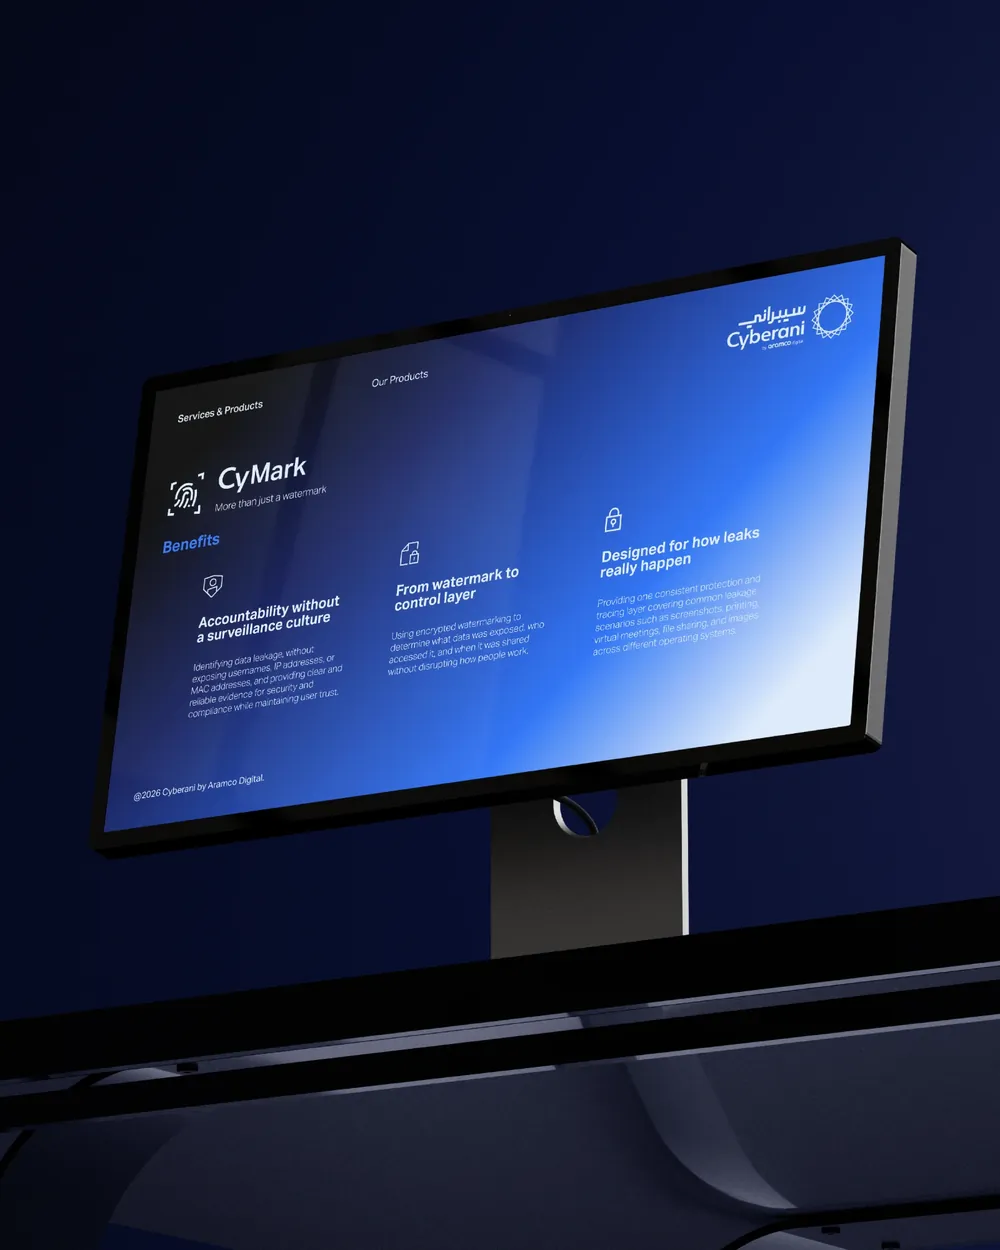 Services & Products
Our Products
سيبراني
Cyberani
by aramco digital
CyMark
More than just a watermark
Benefits
Accountability without
a surveillance culture
Identifying data leakage, without
exposing usernames, IP addresses, or
MAC addresses, and providing clear and
reliable evidence for security and
compliance while maintaining user trust.
From watermark to
control layer
Using encrypted watermarking to
determine what data was exposed, who
accessed it, and when it was shared
without disrupting how people work.
Designed for how leaks
really happen
Providing one consistent protection and
tracing layer covering common leakage
scenarios such as screenshots, printing,
virtual meetings, file sharing, and images
across different operating systems.
@2026 Cyberani by Aramco Digital.